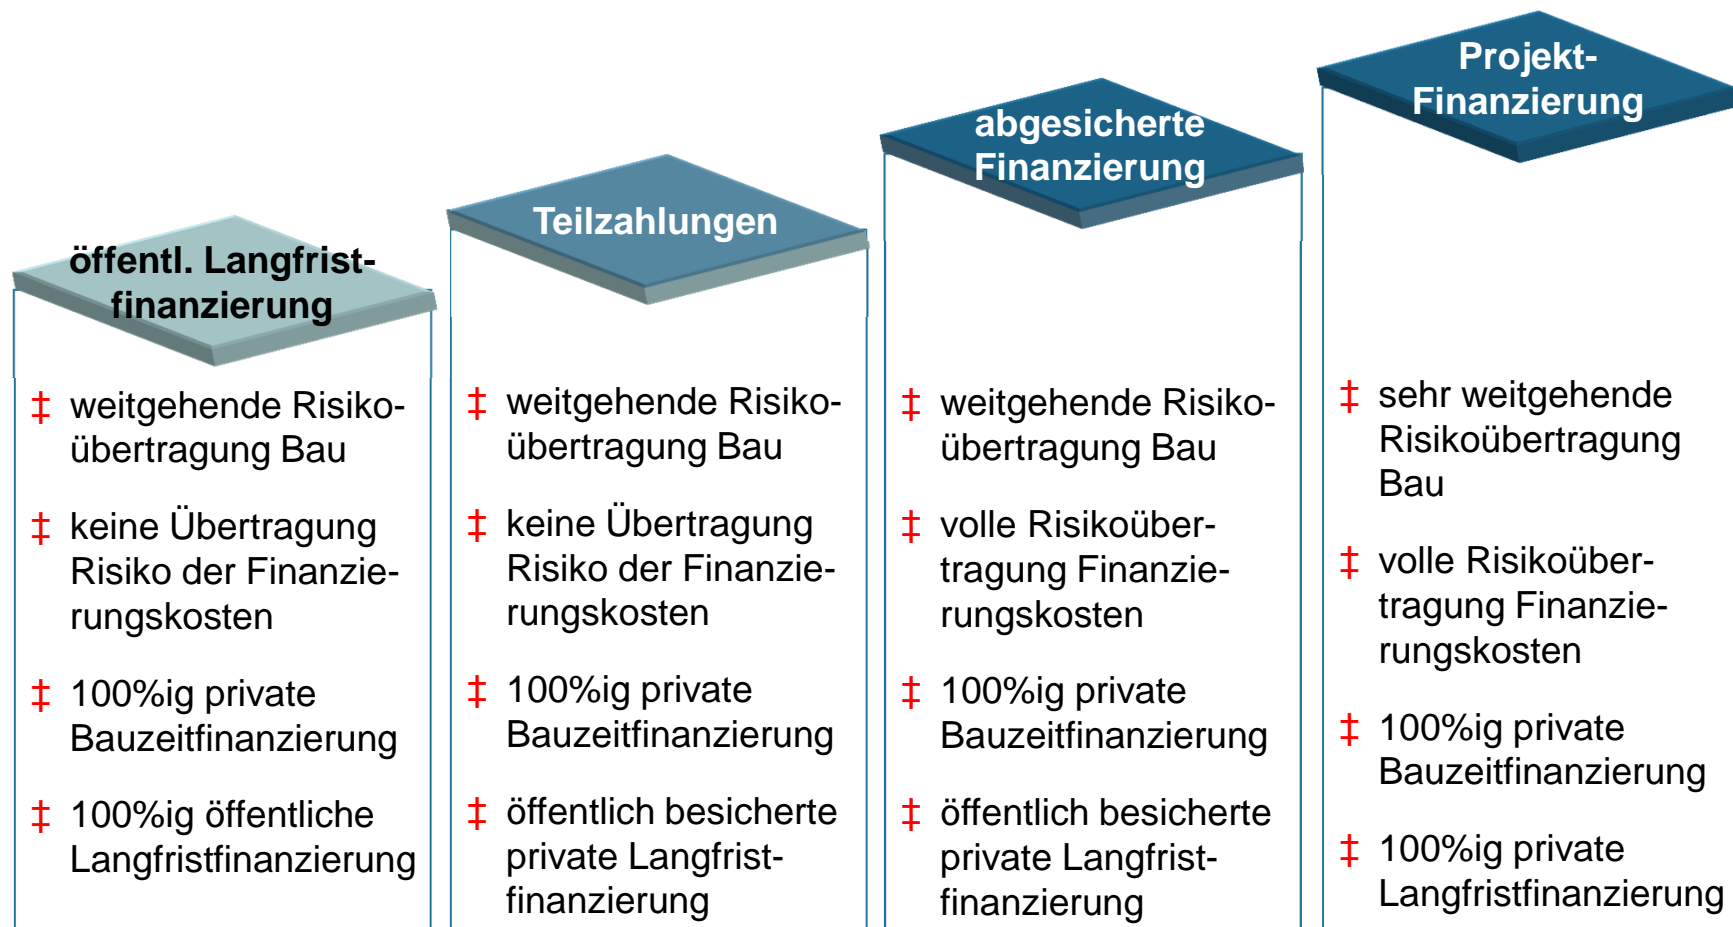 öffentl. Langfrist-
finanzierung
‡ weitgehende Risiko-
übertragung Bau
‡ keine Übertragung
Risiko der Finanzie-
rungskosten
‡ 100%ig private
Bauzeitfinanzierung
‡ 100%ig öffentliche
Langfristfinanzierung
Teilzahlungen
‡ weitgehende Risiko-
übertragung Bau
‡ keine Übertragung
Risiko der Finanzie-
rungskosten
‡ 100%ig private
Bauzeitfinanzierung
‡ öffentlich besicherte
private Langfrist-
finanzierung
abgesicherte
Finanzierung
‡ weitgehende Risiko-
übertragung Bau
‡ volle Risikoüber-
tragung Finanzie-
rungskosten
‡ 100%ig private
Bauzeitfinanzierung
‡ öffentlich besicherte
private Langfrist-
finanzierung
Projekt-
Finanzierung
‡ sehr weitgehende
Risikoübertragung
Bau
‡ volle Risikoüber-
tragung Finanzie-
rungskosten
‡ 100%ig private
Bauzeitfinanzierung
‡ 100%ig private
Langfristfinanzierung